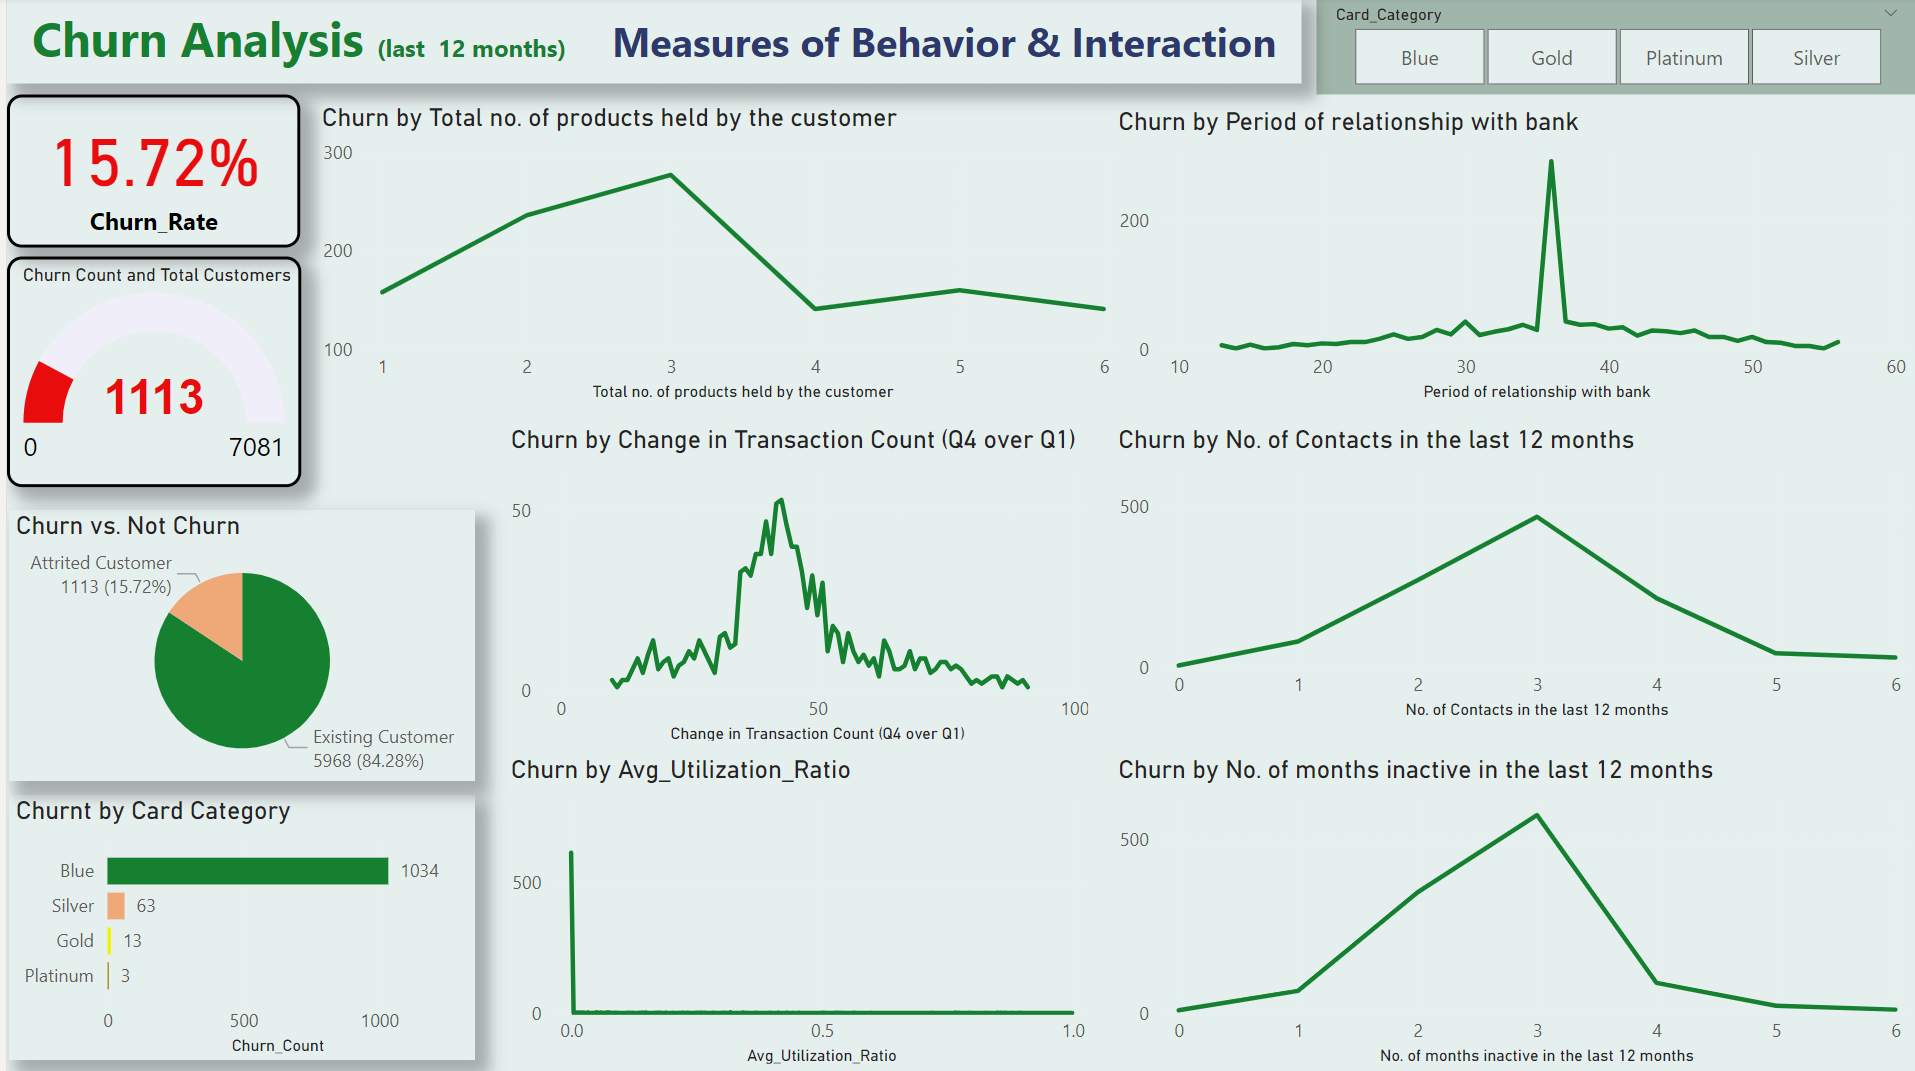 Churn Analysis (last 12 months) Measures of Behavior & Interaction
Card_Category
Blue Gold Platinum Silver
15.72%
Churn_Rate
Churn Count and Total Customers
1113
0 7081
Churn by Total no. of products held by the customer
300
200
100
1 2 3 4 5 6
Total no. of products held by the customer
Churn by Period of relationship with bank
200
0
10 20 30 40 50 60
Period of relationship with bank
Churn vs. Not Churn
Attrited Customer
1113 (15.72%)
Existing Customer
5968 (84.28%)
Churn by Change in Transaction Count (Q4 over Q1)
50
0
0 50 100
Change in Transaction Count (Q4 over Q1)
Churn by No. of Contacts in the last 12 months
500
0
0 1 2 3 4 5 6
No. of Contacts in the last 12 months
Churnt by Card Category
Blue 1034
Silver 63
Gold 13
Platinum 3
0 500 1000
Churn_Count
Churn by Avg_Utilization_Ratio
500
0
0.0 0.5 1.0
Avg_Utilization_Ratio
Churn by No. of months inactive in the last 12 months
500
0
0 1 2 3 4 5 6
No. of months inactive in the last 12 months